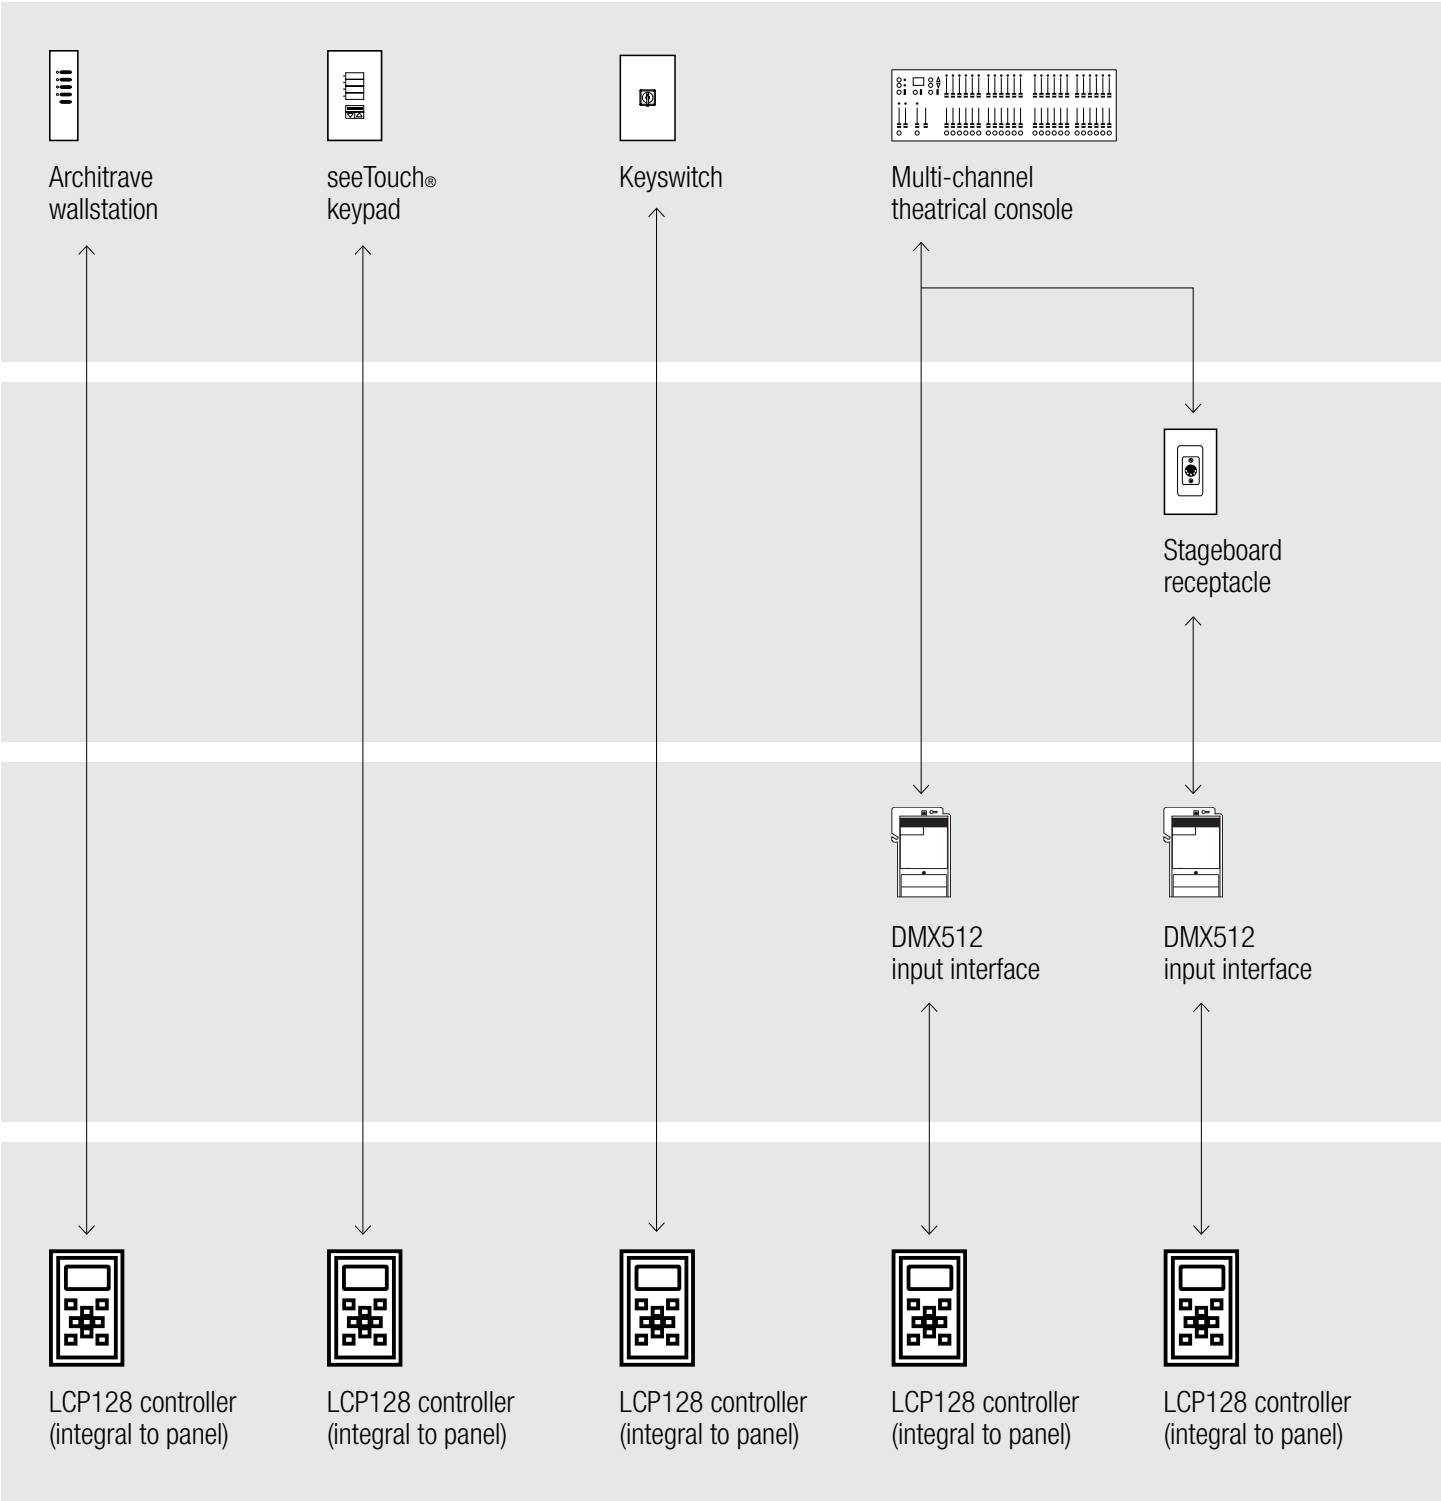 Architrave
wallstation
seeTouch®
keypad
Keyswitch
Multi-channel
theatrical console
Stageboard
receptacle
DMX512
input interface
DMX512
input interface
LCP128 controller
(integral to panel)
LCP128 controller
(integral to panel)
LCP128 controller
(integral to panel)
LCP128 controller
(integral to panel)
LCP128 controller
(integral to panel)